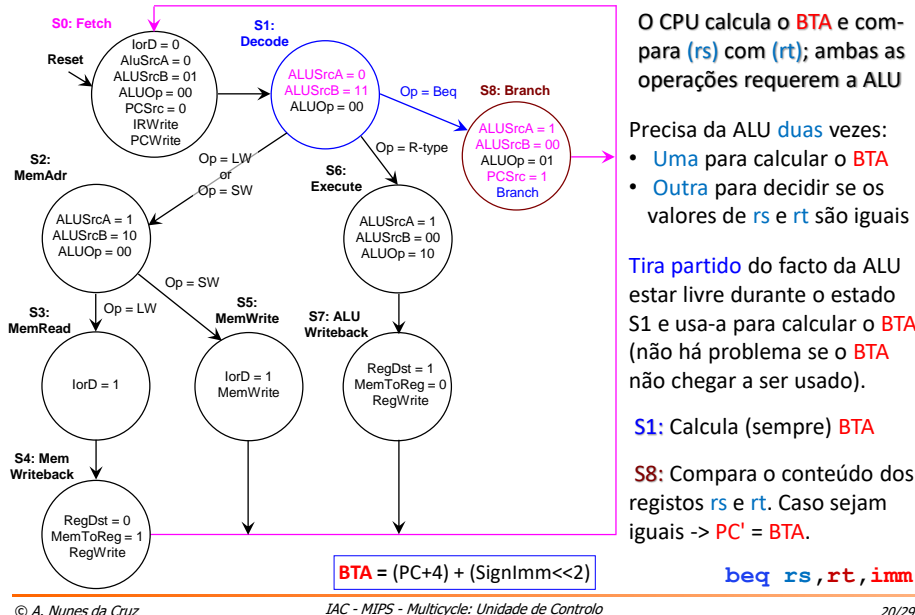 S0: Fetch
Reset
IorD = 0
AluSrcA = 0
ALUSrcB = 01
ALUOp = 00
PCSrc = 0
IRWrite
PCWrite
S1:
Decode
ALUSrcA = 0
ALUSrcB = 11
ALUOp = 00
Op = Beq
S8: Branch
ALUSrcA = 1
ALUSrcB = 00
ALUOp = 01
PCSrc = 1
Branch
Op = LW
or
Op = SW
Op = R-type
S2:
MemAdr
ALUSrcA = 1
ALUSrcB = 10
ALUOp = 00
S6:
Execute
ALUSrcA = 1
ALUSrcB = 00
ALUOp = 10
Op = SW
Op = LW
S3:
MemRead
IorD = 1
S5:
MemWrite
IorD = 1
MemWrite
S7: ALU
Writeback
RegDst = 1
MemToReg = 0
RegWrite
S4: Mem
Writeback
RegDst = 0
MemToReg = 1
RegWrite
BTA = (PC+4) + (SignImm<<2)
O CPU calcula o BTA e com-
para (rs) com (rt); ambas as
operações requerem a ALU
Precisa da ALU duas vezes:
• Uma para calcular o BTA
• Outra para decidir se os
valores de rs e rt são iguais
Tira partido do facto da ALU
estar livre durante o estado
S1 e usa-a para calcular o BTA
(não há problema se o BTA
não chegar a ser usado).
S1: Calcula (sempre) BTA
S8: Compara o conteúdo dos
registos rs e rt. Caso sejam
iguais -> PC' = BTA.
beq rs,rt,imm
© A. Nunes da Cruz
IAC - MIPS - Multicycle: Unidade de Controlo
20/29